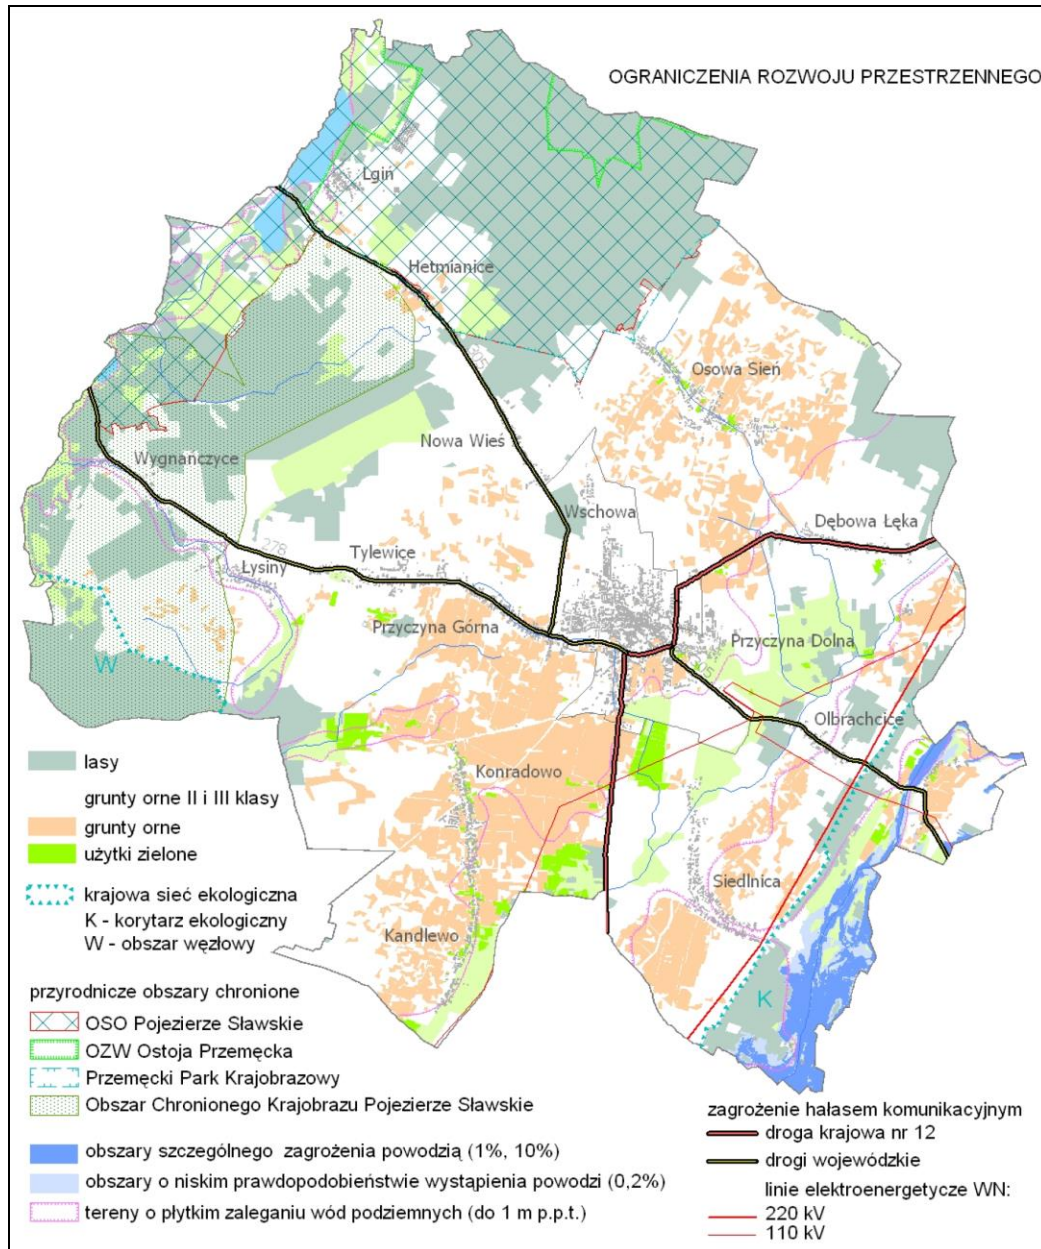 OGRANICZENIA ROZWOJU PRZESTRZENNEGO
Lgiń
Hetmianice
305
Osowa Sień
Nowa Wieś
Wygnańczyce
Wschowa
Dębowa Łęka
278
Tylewice
Łysiny
Przyczyna Górna
Przyczyna Dolna
W
Olbrachcice
Konradowo
Siedlnica
Kandlewo
K
lasy
grunty orne II i III klasy
grunty orne
użytki zielone
krajowa sieć ekologiczna
K - korytarz ekologiczny
W - obszar węzłowy
przyrodnicze obszary chronione
OSO Pojezierze Sławskie
OZW Ostoja Przemęcka
Przemęcki Park Krajobrazowy
Obszar Chronionego Krajobrazu Pojezierze Sławskie
obszary szczególnego zagrożenia powodzią (1%, 10%)
obszary o niskim prawdopodobieństwie wystąpienia powodzi (0,2%)
tereny o płytkim zaleganiu wód podziemnych (do 1 m p.p.t.)
zagrożenie hałasem komunikacyjnym
droga krajowa nr 12
drogi wojewódzkie
linie elektroenergetycze WN:
220 kV
110 kV